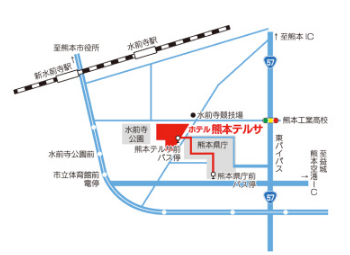 至熊本IC
水前寺駅
至熊本市役所
新水前寺駅
57
水前寺競技場
熊本工業高校
ホテル 熊本テルサ
水前寺
公園
熊本テルサ前
バス停
熊本県庁
東バイパス
至益城
熊本空港IC
水前寺公園前
市立体育館前
電停
熊本県庁前
バス停
57